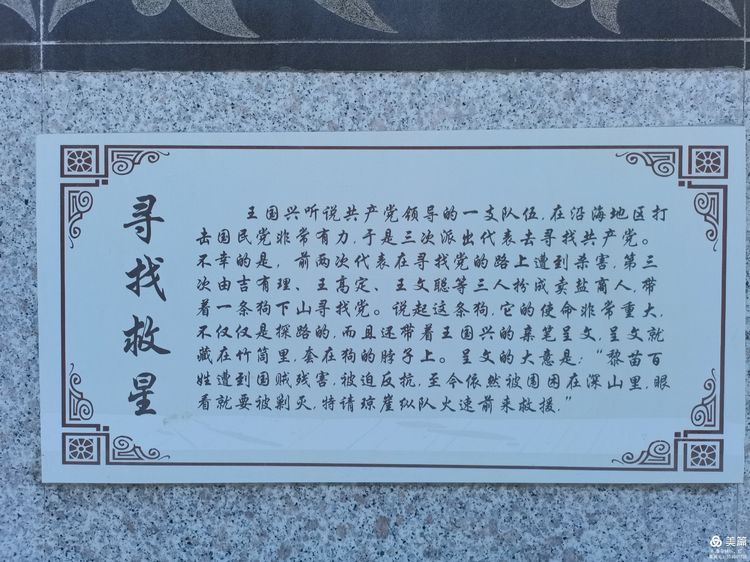 寻找救星
王国兴听说共产党领导的一支队伍,在沿海地区打
击国民党非常有力,于是三次派出代表去寻找共产党。
不幸的是,前两次代表在寻找党的路上遭到杀害,第三
次由吉有理、王高定、王文聪等三人扮成卖盐商人,带
着一条狗下山寻找党。说起这条狗,它的使命非常重大,
不仅仅是探路的,而且还带着王国兴的亲笔呈文,呈文就
藏在竹筒里,套在狗的脖子上。呈文的大意是:“黎苗百
姓遭到国贼残害,被迫反抗,至今依然被围困在深山里,眼
看就要被剿灭,特请琼崖纵队火速前来救援.”
美篇